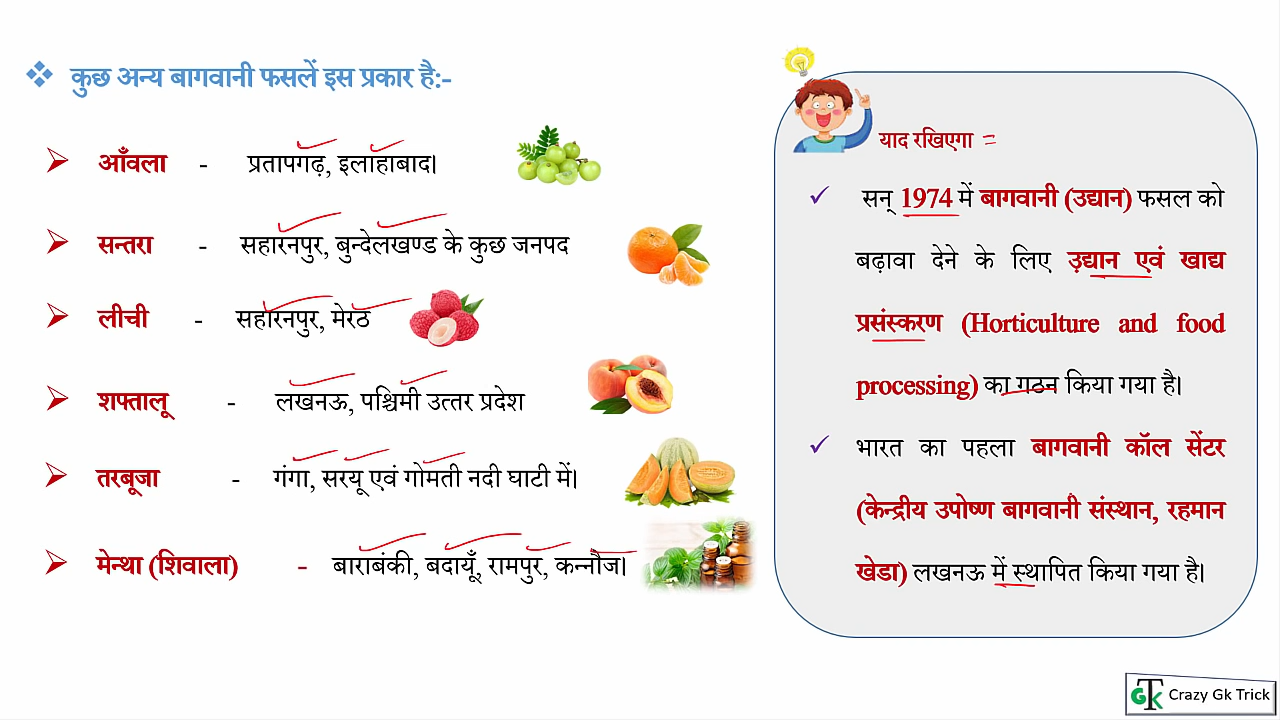 ❖ कुछ अन्य बागवानी फसलें इस प्रकार है:-
➢ आँवला - प्रतापगढ़, इलाहाबाद।
➢ सन्तरा - सहारनपुर, बुन्देलखण्ड के कुछ जनपद
➢ लीची - सहारनपुर, मेरठ
➢ शफ्तालू - लखनऊ, पश्चिमी उत्तर प्रदेश
➢ तरबूजा - गंगा, सरयू एवं गोमती नदी घाटी में।
➢ मेन्था (शिवाला) - बाराबंकी, बदायूँ, रामपुर, कन्नौज।
याद रखिएगा
✓ सन् 1974 में बागवानी (उद्यान) फसल को
बढ़ावा देने के लिए उद्यान एवं खाद्य
प्रसंस्करण (Horticulture and food
processing) का गठन किया गया है।
✓ भारत का पहला बागवानी कॉल सेंटर
(केन्द्रीय उपोष्ण बागवानी संस्थान, रहमान
खेडा) लखनऊ में स्थापित किया गया है।
GTK Crazy Gk Trick